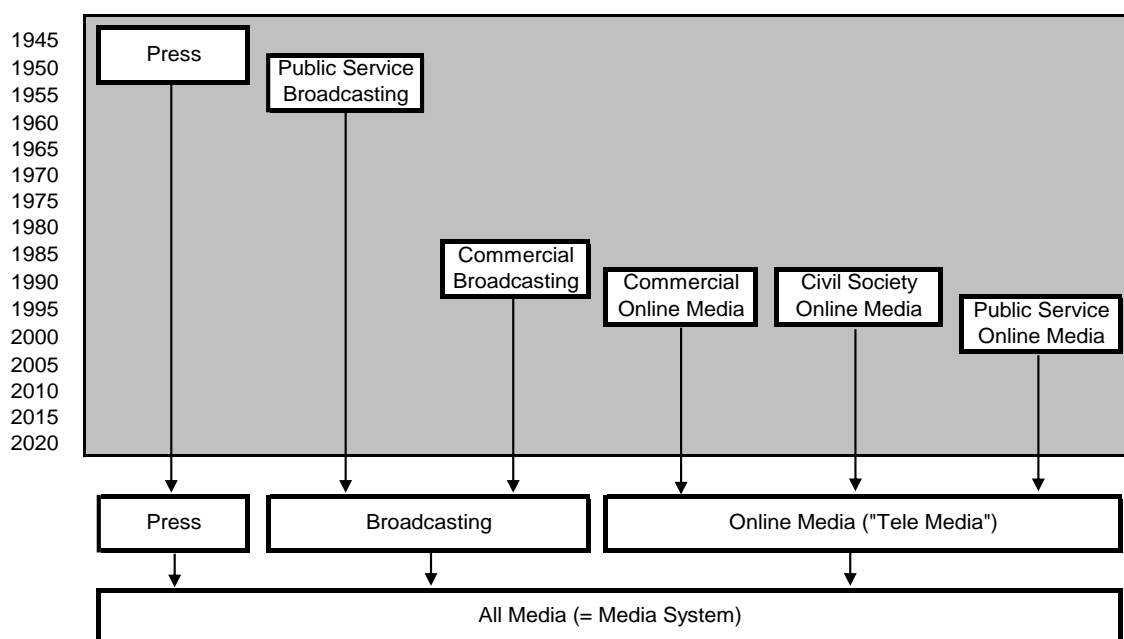 1945
1950
1955
1960
1965
1970
1975
1980
1985
1990
1995
2000
2005
2010
2015
2020
Press
Public Service
Broadcasting
Commercial
Broadcasting
Commercial
Online Media
Civil Society
Online Media
Public Service
Online Media
Press
Broadcasting
Online Media ("Tele Media")
All Media (= Media System)